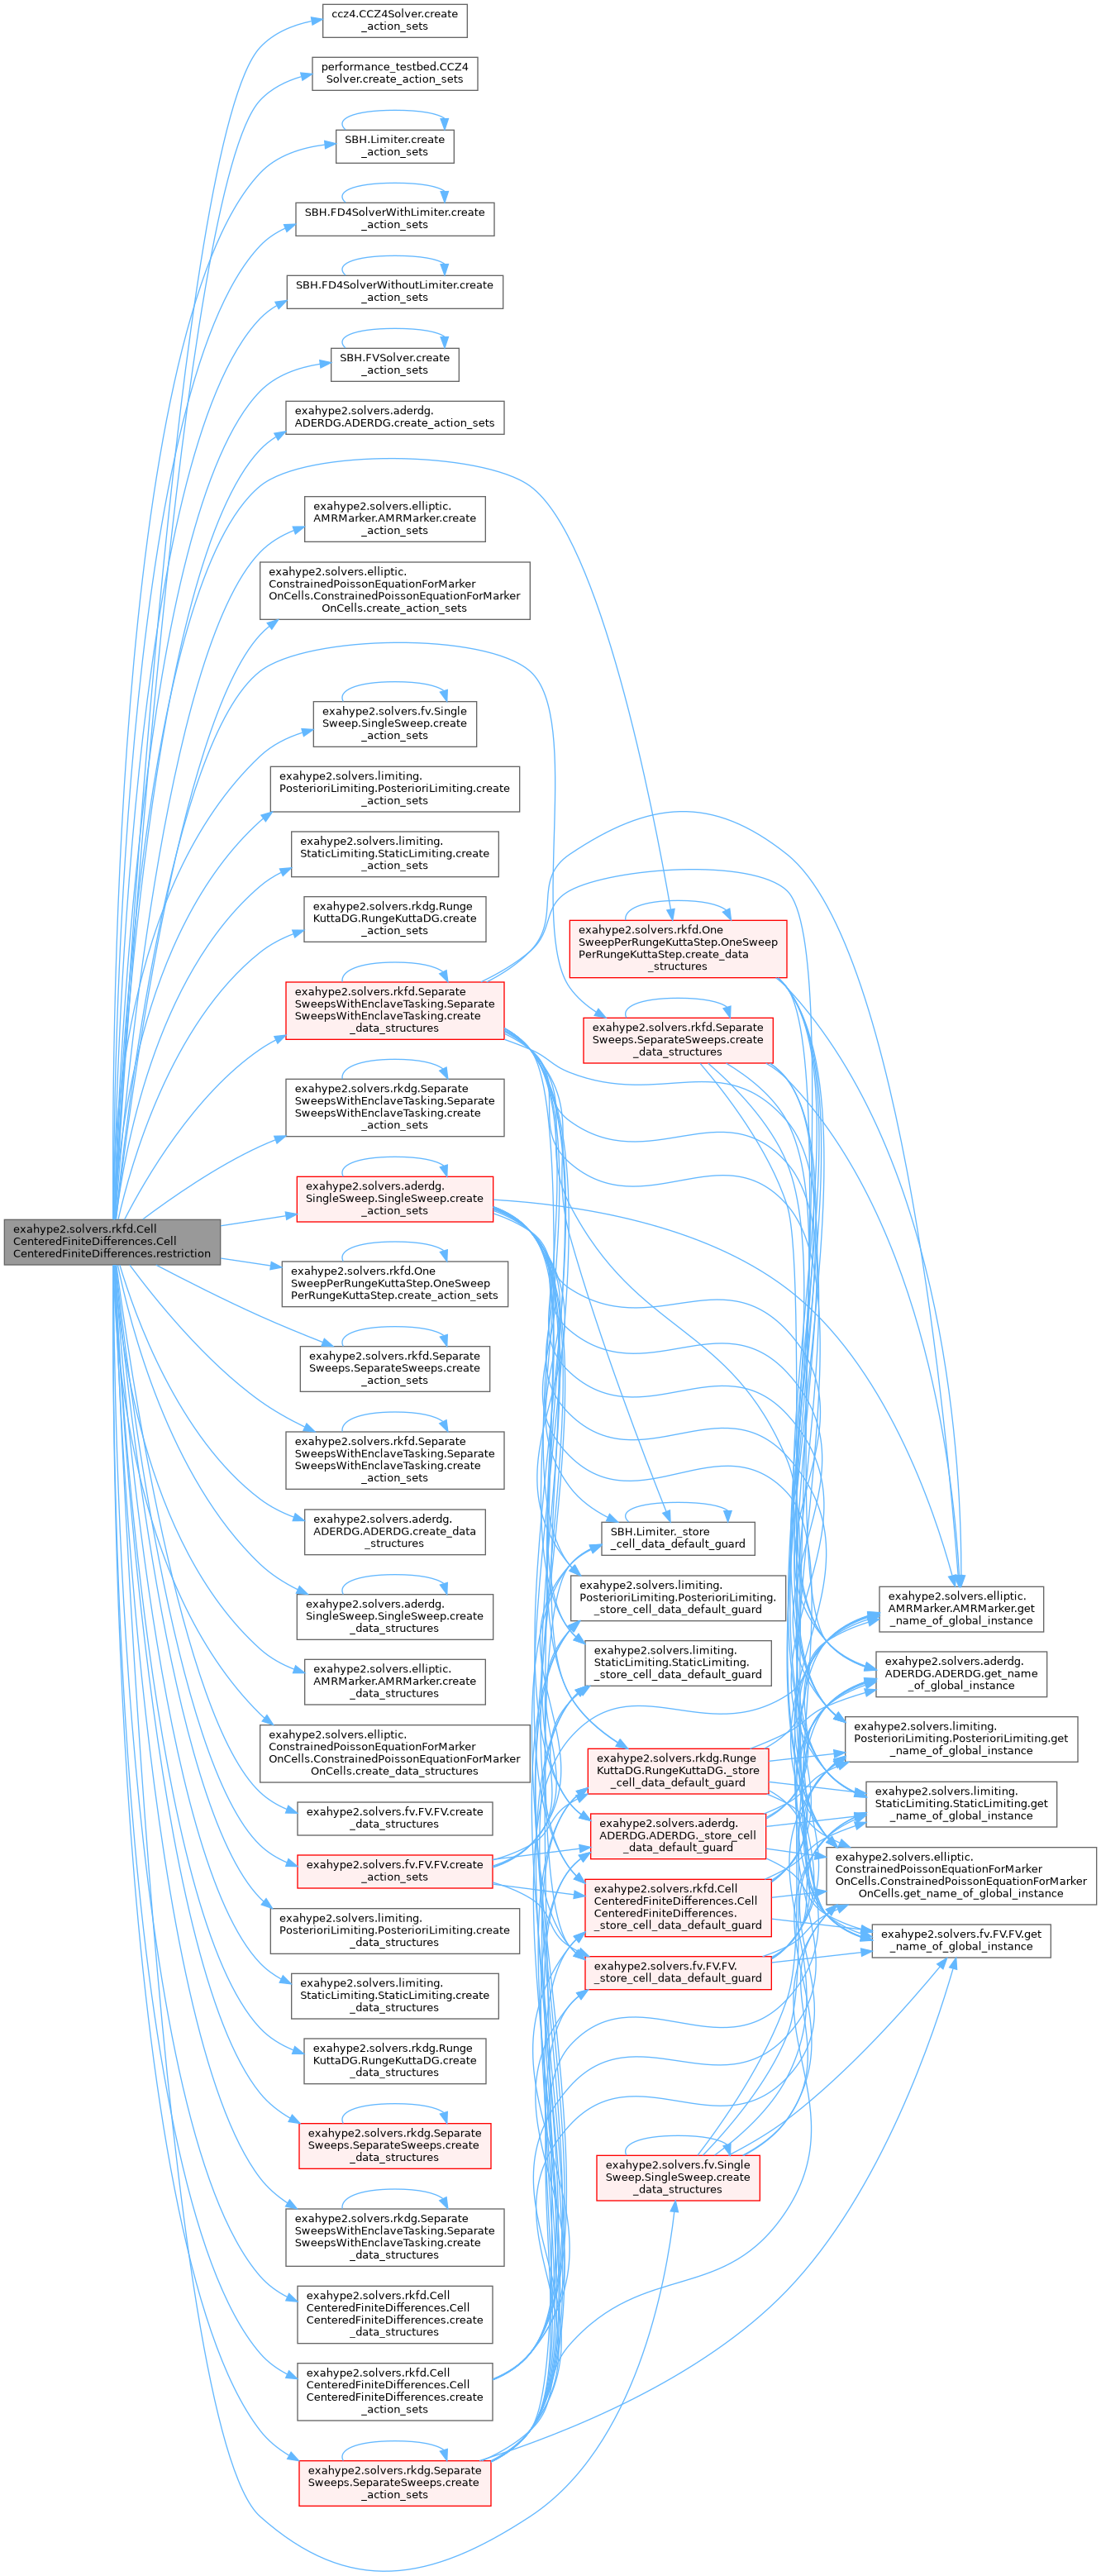 ccz4.CCZ4Solver.create
_action_sets
performance_testbed.CCZ4
Solver.create_action_sets
SBH.Limiter.create
_action_sets
SBH.FD4SolverWithLimiter.create
_action_sets
SBH.FD4SolverWithoutLimiter.create
_action_sets
SBH.FVSolver.create
_action_sets
exahype2.solvers.aderdg.
ADERDG.ADERDG.create_action_sets
exahype2.solvers.elliptic.
AMRMarker.AMRMarker.create
_action_sets
exahype2.solvers.elliptic.
ConstrainedPoissonEquationForMarker
OnCells.ConstrainedPoissonEquationForMarker
OnCells.create_action_sets
exahype2.solvers.fv.Single
Sweep.SingleSweep.create
_action_sets
exahype2.solvers.limiting.
PosterioriLimiting.PosterioriLimiting.create
_action_sets
exahype2.solvers.limiting.
StaticLimiting.StaticLimiting.create
_action_sets
exahype2.solvers.rkdg.Runge
KuttaDG.RungeKuttaDG.create
_action_sets
exahype2.solvers.rkfd.Separate
SweepsWithEnclaveTasking.Separate
SweepsWithEnclaveTasking.create
_data_structures
exahype2.solvers.rkdg.Separate
SweepsWithEnclaveTasking.Separate
SweepsWithEnclaveTasking.create
_action_sets
exahype2.solvers.aderdg.
SingleSweep.SingleSweep.create
_action_sets
exahype2.solvers.rkfd.Cell
CenteredFiniteDifferences.Cell
CenteredFiniteDifferences.restriction
exahype2.solvers.rkfd.One
SweepPerRungeKuttaStep.OneSweep
PerRungeKuttaStep.create_action_sets
exahype2.solvers.rkfd.Separate
Sweeps.SeparateSweeps.create
_action_sets
exahype2.solvers.rkfd.Separate
SweepsWithEnclaveTasking.Separate
SweepsWithEnclaveTasking.create
_action_sets
exahype2.solvers.aderdg.
ADERDG.ADERDG.create_data
_structures
exahype2.solvers.aderdg.
SingleSweep.SingleSweep.create
_data_structures
exahype2.solvers.elliptic.
AMRMarker.AMRMarker.create
_data_structures
exahype2.solvers.elliptic.
ConstrainedPoissonEquationForMarker
OnCells.ConstrainedPoissonEquationForMarker
OnCells.create_data_structures
exahype2.solvers.fv.FV.FV.create
_data_structures
exahype2.solvers.fv.FV.FV.create
_action_sets
exahype2.solvers.limiting.
PosterioriLimiting.PosterioriLimiting.create
_data_structures
exahype2.solvers.limiting.
StaticLimiting.StaticLimiting.create
_data_structures
exahype2.solvers.rkdg.Runge
KuttaDG.RungeKuttaDG.create
_data_structures
exahype2.solvers.rkdg.Separate
Sweeps.SeparateSweeps.create
_data_structures
exahype2.solvers.rkdg.Separate
SweepsWithEnclaveTasking.Separate
SweepsWithEnclaveTasking.create
_data_structures
exahype2.solvers.rkfd.Cell
CenteredFiniteDifferences.Cell
CenteredFiniteDifferences.create
_data_structures
exahype2.solvers.rkfd.Cell
CenteredFiniteDifferences.Cell
CenteredFiniteDifferences.create
_action_sets
exahype2.solvers.rkdg.Separate
Sweeps.SeparateSweeps.create
_action_sets
exahype2.solvers.rkfd.One
SweepPerRungeKuttaStep.OneSweep
PerRungeKuttaStep.create_data
_structures
exahype2.solvers.rkfd.Separate
Sweeps.SeparateSweeps.create
_data_structures
SBH.Limiter._store
_cell_data_default_guard
exahype2.solvers.limiting.
PosterioriLimiting.PosterioriLimiting.
_store_cell_data_default_guard
exahype2.solvers.limiting.
StaticLimiting.StaticLimiting.
_store_cell_data_default_guard
exahype2.solvers.rkdg.Runge
KuttaDG.RungeKuttaDG._store
_cell_data_default_guard
exahype2.solvers.aderdg.
ADERDG.ADERDG._store_cell
_data_default_guard
exahype2.solvers.rkfd.Cell
CenteredFiniteDifferences.Cell
CenteredFiniteDifferences.
_store_cell_data_default_guard
exahype2.solvers.fv.FV.FV.
_store_cell_data_default_guard
exahype2.solvers.fv.Single
Sweep.SingleSweep.create
_data_structures
exahype2.solvers.elliptic.
AMRMarker.AMRMarker.get
_name_of_global_instance
exahype2.solvers.aderdg.
ADERDG.ADERDG.get_name
_of_global_instance
exahype2.solvers.limiting.
PosterioriLimiting.PosterioriLimiting.get
_name_of_global_instance
exahype2.solvers.limiting.
StaticLimiting.StaticLimiting.get
_name_of_global_instance
exahype2.solvers.elliptic.
ConstrainedPoissonEquationForMarker
OnCells.ConstrainedPoissonEquationForMarker
OnCells.get_name_of_global_instance
exahype2.solvers.fv.FV.FV.get
_name_of_global_instance